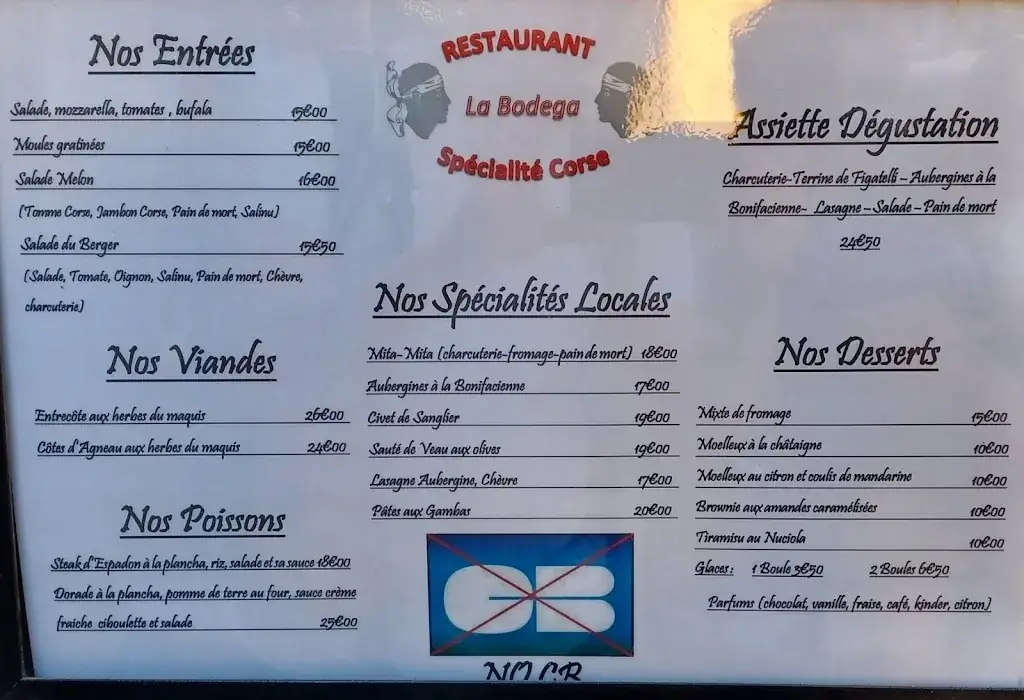 Nos Entrées
Salade, mozzarella, tomates , bufala 15€00
Moules gratinées 15€00
Salade Melon 16€00
(Tomme Corse, Jambon Corse, Pain de mort, Salinu)
Salade du Berger 15€50
(Salade, Tomate, Oignon, Salinu, Pain de mort, Chèvre,
charcuterie)
Nos Viandes
Entrecôte aux herbes du maquis 26€00
Côtes d'Agneau aux herbes du maquis 24€00
Nos Poissons
Steak d'Espadon à la plancha, riz, salade et sa sauce 18€00
Dorade à la plancha, pomme de terre au four, sauce crème
fraiche ciboulette et salade 25€00
RESTAURANT
La Bodega
Spécialité Corse
Nos Spécialités Locales
Mita-Mita (charcuterie-fromage-pain de mort) 18€00
Aubergines à la Bonifacienne 17€00
Civet de Sanglier 19€00
Sauté de Veau aux olives 19€00
Lasagne Aubergine, Chèvre 17€00
Pâtes aux Gambas 20€00
CB
NO CB
Assiette Dégustation
Charcuterie-Terrine de Figatelli – Aubergines à la
Bonifacienne- Lasagne – Salade – Pain de mort
24€50
Nos Desserts
Mixte de fromage 15€00
Moelleux à la châtaigne 10€00
Moelleux au citron et coulis de mandarine 10€00
Brownie aux amandes caramélisées 10€00
Tiramisu au Nuciola 10€00
Glaces : 1 Boule 3€50 2 Boules 6€50
Parfums (chocolat, vanille, fraise, café, kinder, citron)